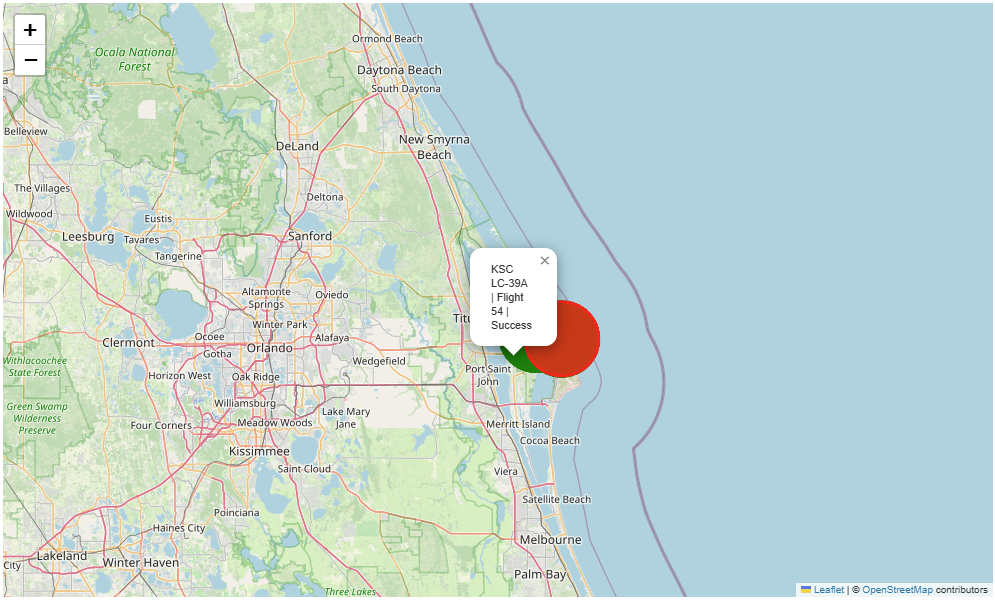 +
−
Ormond Beach
Ocala National
Forest
Daytona Beach
South Daytona
Belleview
New Smyrna
Beach
DeLand
The Villages
Deltona
Wildwood
Eustis
Leesburg
Tavares
Sanford
Tangerine
×
KSC
LC-39A
| Flight
54 |
Success
Altamonte
Springs
Oviedo
Winter Park
Titu
Clermont
Ocoee
Alafaya
Gotha
Orlando
Wedgefield
Withlacoochee
State Forest
Horizon West
Oak Ridge
Port Saint
John
Green Swamp
Wilderness
Preserve
Williamsburg
Lake Mary
Jane
Four Corners
Meadow Woods
Merritt Island
Cocoa Beach
Kissimmee
Saint Cloud
Viera
Satellite Beach
Poinciana
Haines City
Melbourne
Lakeland
City
Winter Haven
Palm Bay
Three Lakes
Leaflet | © OpenStreetMap contributors